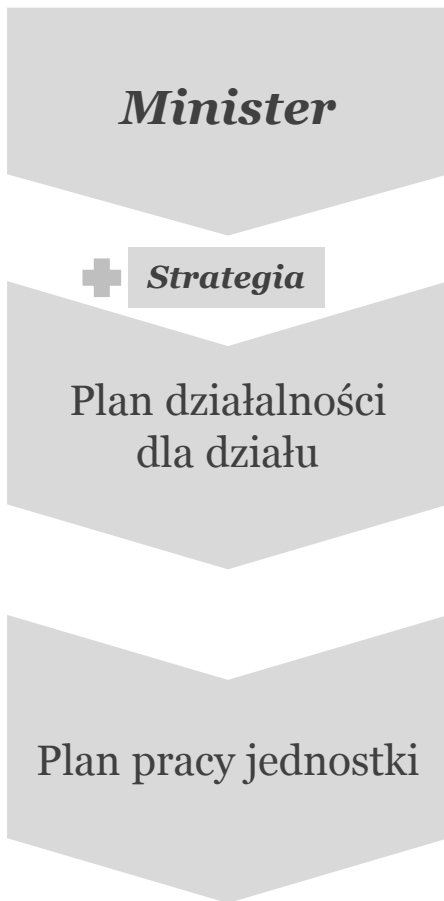 Minister
Strategia
Plan działalności
dla działu
Plan pracy jednostki